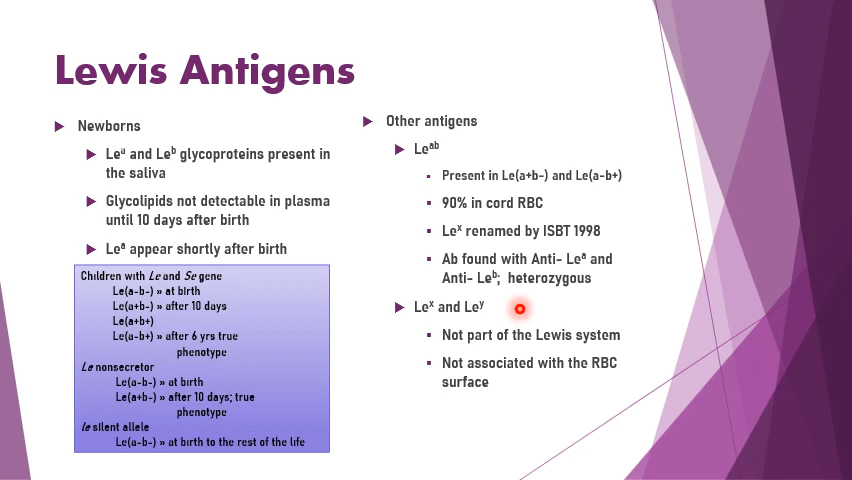 Lewis Antigens
Newborns
Leᵃ and Leᵇ glycoproteins present in
the saliva
Glycolipids not detectable in plasma
until 10 days after birth
Leᵃ appear shortly after birth
Children with Le and Se gene
Le(a-b-) » at birth
Le(a+b-) » after 10 days
Le(a+b+)
Le(a-b+) » after 6 yrs true
phenotype
Le nonsecretor
Le(a-b-) » at birth
Le(a+b-) » after 10 days; true
phenotype
le silent allele
Le(a-b-) » at birth to the rest of the life
Other antigens
Leᵃᵇ
Present in Le(a+b-) and Le(a-b+)
90% in cord RBC
Leˣ renamed by ISBT 1998
Ab found with Anti- Leᵃ and
Anti- Leᵇ; heterozygous
Leˣ and Leʸ
Not part of the Lewis system
Not associated with the RBC
surface